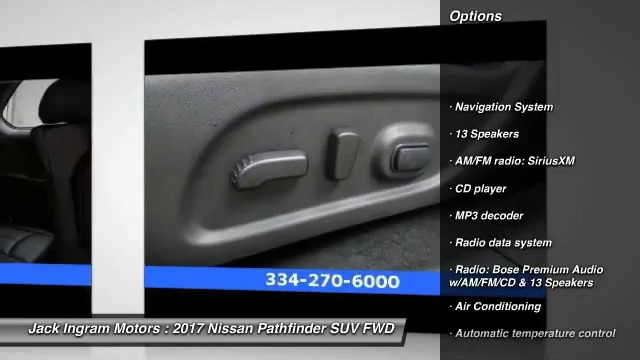 Options
· Navigation System
· 13 Speakers
· AM/FM radio: SiriusXM
· CD player
· MP3 decoder
· Radio data system
· Radio: Bose Premium Audio
w/AM/FM/CD & 13 Speakers
· Air Conditioning
· Automatic temperature control
334-270-6000
Jack Ingram Motors : 2017 Nissan Pathfinder SUV FWD